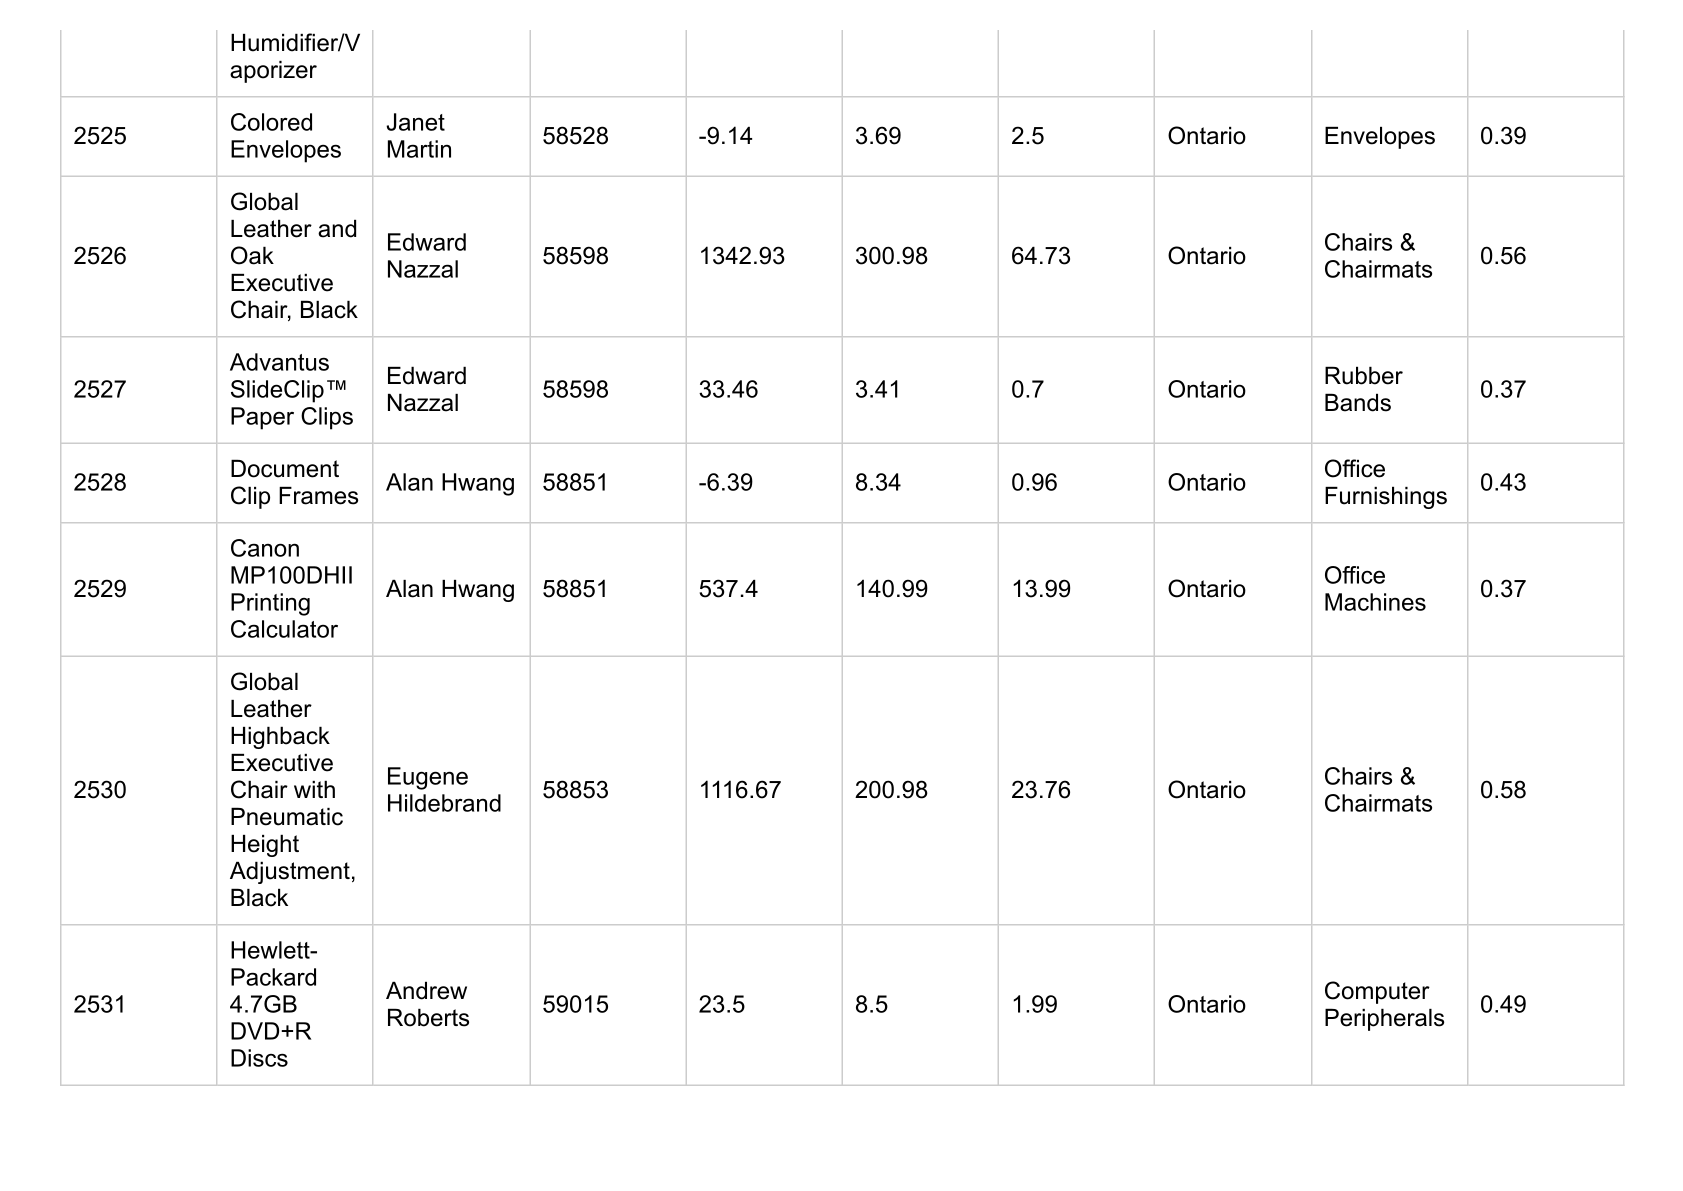 Humidifier/V
aporizer
2525
Colored
Envelopes
Janet
Martin
58528
-9.14
3.69
2.5
Ontario
Envelopes
0.39
2526
Global
Leather and
Oak
Executive
Chair, Black
Edward
Nazzal
58598
1342.93
300.98
64.73
Ontario
Chairs &
Chairmats
0.56
2527
Advantus
SlideClip™
Paper Clips
Edward
Nazzal
58598
33.46
3.41
0.7
Ontario
Rubber
Bands
0.37
2528
Document
Clip Frames
Alan Hwang
58851
-6.39
8.34
0.96
Ontario
Office
Furnishings
0.43
2529
Canon
MP100DHII
Printing
Calculator
Alan Hwang
58851
537.4
140.99
13.99
Ontario
Office
Machines
0.37
2530
Global
Leather
Highback
Executive
Chair with
Pneumatic
Height
Adjustment,
Black
Eugene
Hildebrand
58853
1116.67
200.98
23.76
Ontario
Chairs &
Chairmats
0.58
2531
Hewlett-
Packard
4.7GB
DVD+R
Discs
Andrew
Roberts
59015
23.5
8.5
1.99
Ontario
Computer
Peripherals
0.49